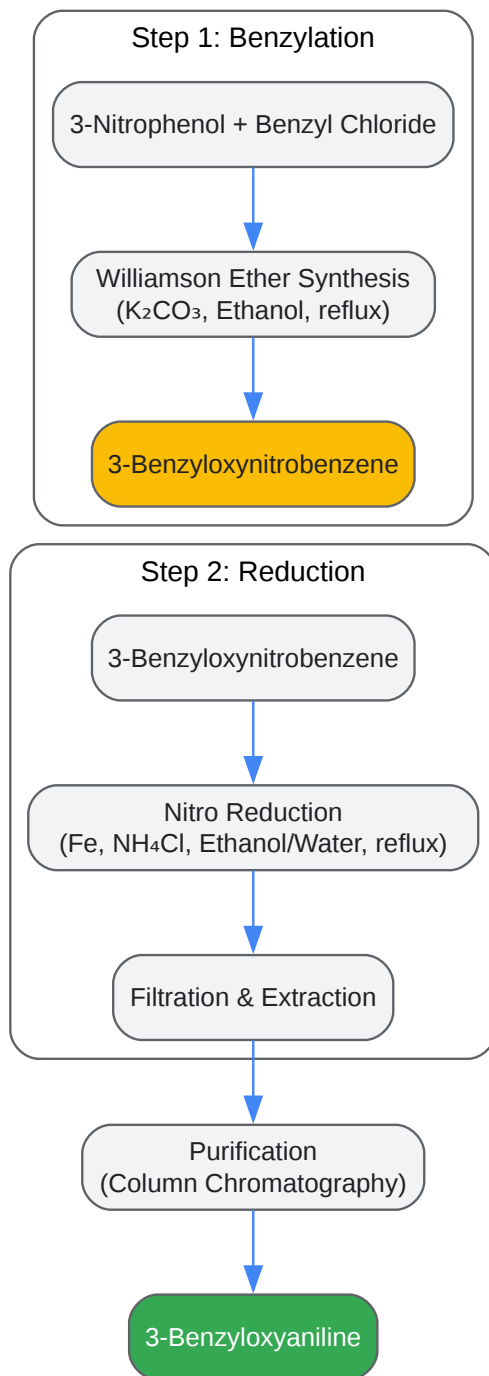 Step 1: Benzylation
3-Nitrophenol + Benzyl Chloride
Williamson Ether Synthesis
(K₂CO₃, Ethanol, reflux)
3-Benzyloxynitrobenzene
Step 2: Reduction
3-Benzyloxynitrobenzene
Nitro Reduction
(Fe, NH₄Cl, Ethanol/Water, reflux)
Filtration & Extraction
Purification
(Column Chromatography)
3-Benzyloxyaniline